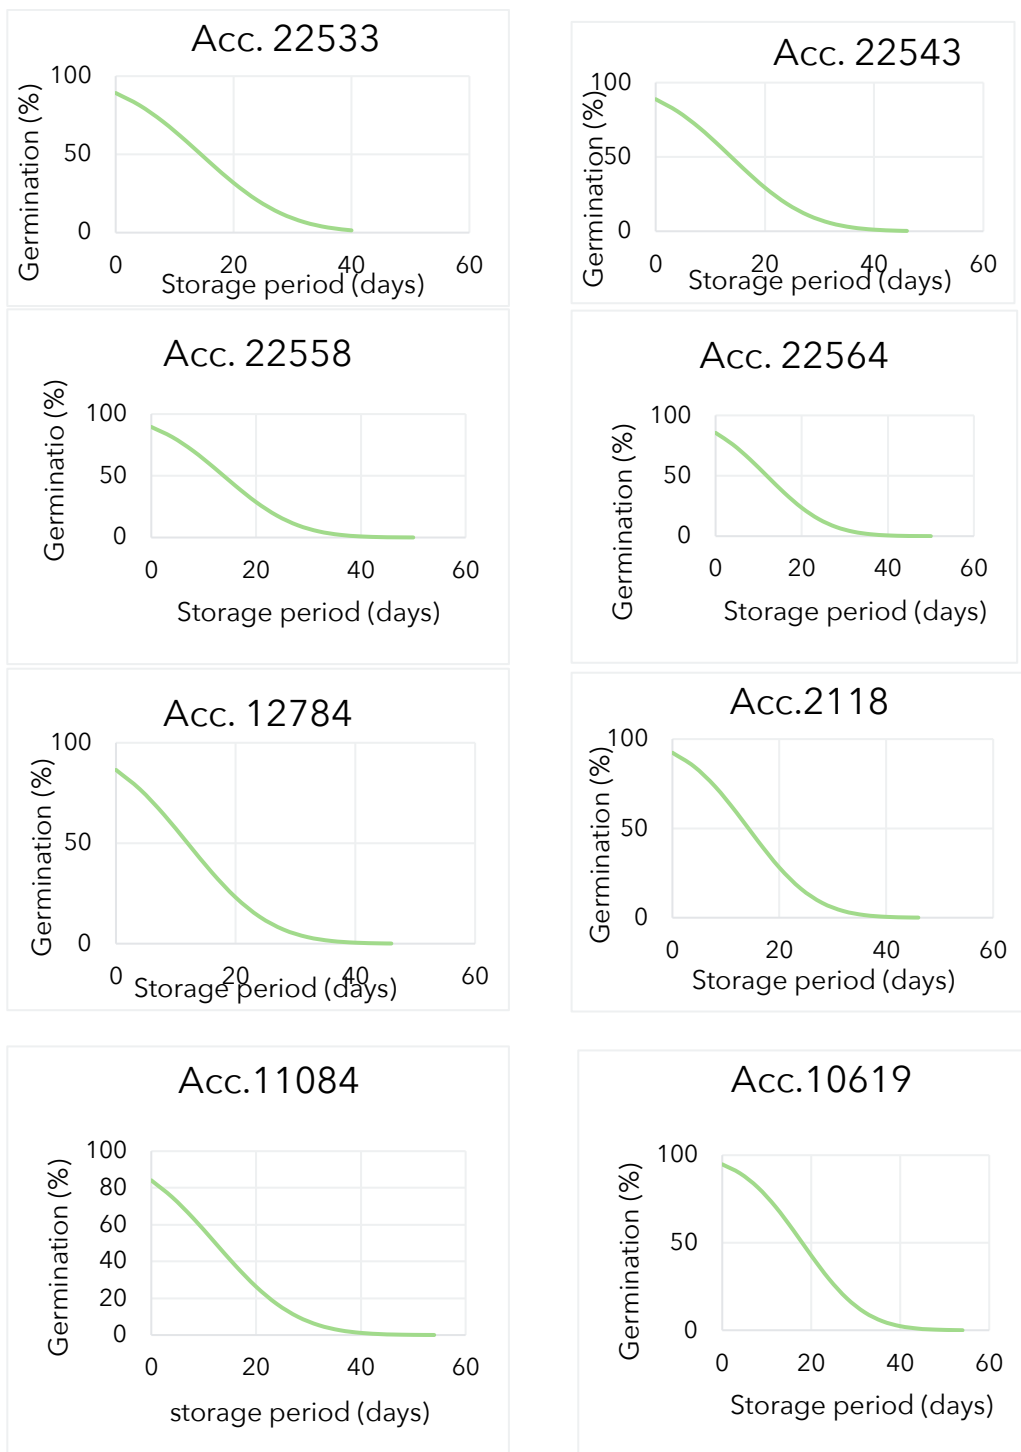 Acc. 22533
100
50
0
0 20 40 60
Germination (%)
Storage period (days)
Acc. 22543
100
50
0
0 20 40 60
Germination (%)
Storage period (days)
Acc. 22558
100
50
0
0 20 40 60
Germinatio (%)
Storage period (days)
Acc. 22564
100
50
0
0 20 40 60
Germination (%)
Storage period (days)
Acc. 12784
100
50
0
0 20 40 60
Germination (%)
Storage period (days)
Acc.2118
100
50
0
0 20 40 60
Germination (%)
Storage period (days)
Acc.11084
100
80
60
40
20
0
0 20 40 60
Germination (%)
storage period (days)
Acc.10619
100
50
0
0 20 40 60
Germination (%)
Storage period (days)